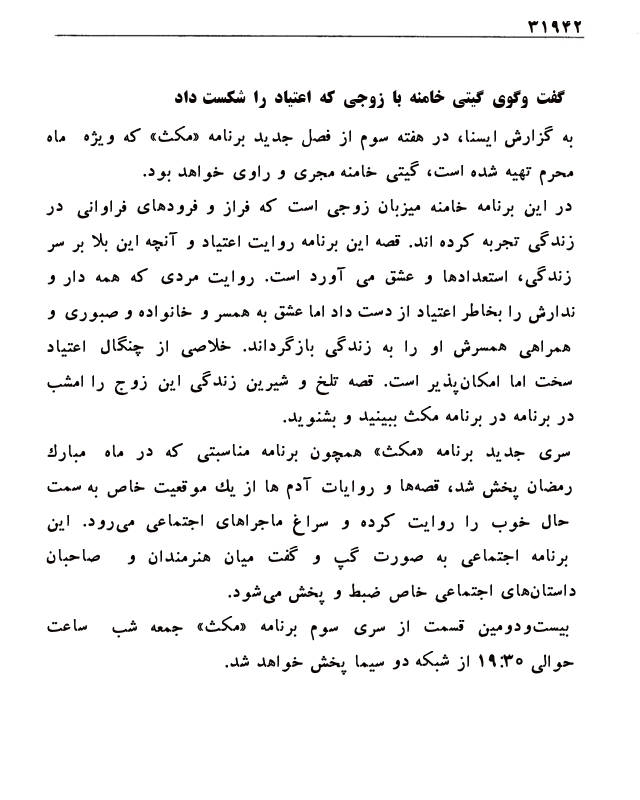 ۳۱۹۴۲
گفت وگوی گیتی خامنه با زوجی که اعتیاد را شکست داد
به گزارش ایسنا، در هفته سوم از فصل جدید برنامه «مکث» که ویژه ماه
محرم تهیه شده است، گیتی خامنه مجری و راوی خواهد بود.
در این برنامه خامنه میزبان زوجی است که فراز و فرودهای فراوانی در
زندگی تجربه کرده اند. قصه این برنامه روایت اعتیاد و آنچه این بلا بر سر
زندگی، استعدادها و عشق می آورد است. روایت مردی که همه دار و
ندارش را بخاطر اعتیاد از دست داد اما عشق به همسر و خانواده و صبوری و
همراهی همسرش او را به زندگی بازگرداند. خلاصی از چنگال اعتیاد
سخت اما امکان‌پذیر است. قصه تلخ و شیرین زندگی این زوج را امشب
در برنامه در برنامه مکث ببینید و بشنوید.
سری جدید برنامه «مکث» همچون برنامه مناسبتی که در ماه مبارك
رمضان پخش شد، قصه‌ها و روایات آدم ها از یك موقعیت خاص به سمت
حال خوب را روایت کرده و سراغ ماجراهای اجتماعی می‌رود. این
برنامه اجتماعی به صورت گپ و گفت میان هنرمندان و صاحبان
داستان‌های اجتماعی خاص ضبط و پخش می‌شود.
بیست‌ودومین قسمت از سری سوم برنامه «مکث» جمعه شب ساعت
حوالی ۱۹:۳۰ از شبکه دو سیما پخش خواهد شد.